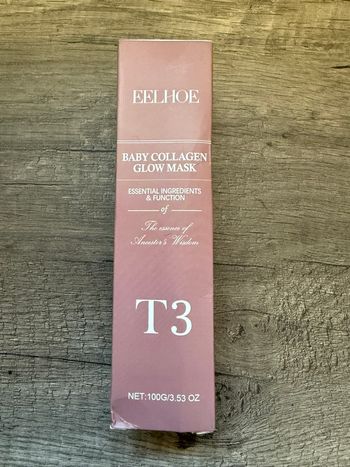 EELHOE
BABY COLLAGEN
GLOW MASK
ESSENTIAL INGREDIENTS
& FUNCTION
of
The essence of
Ancestor's Wisdom
T3
NET:100G/3.53 OZ